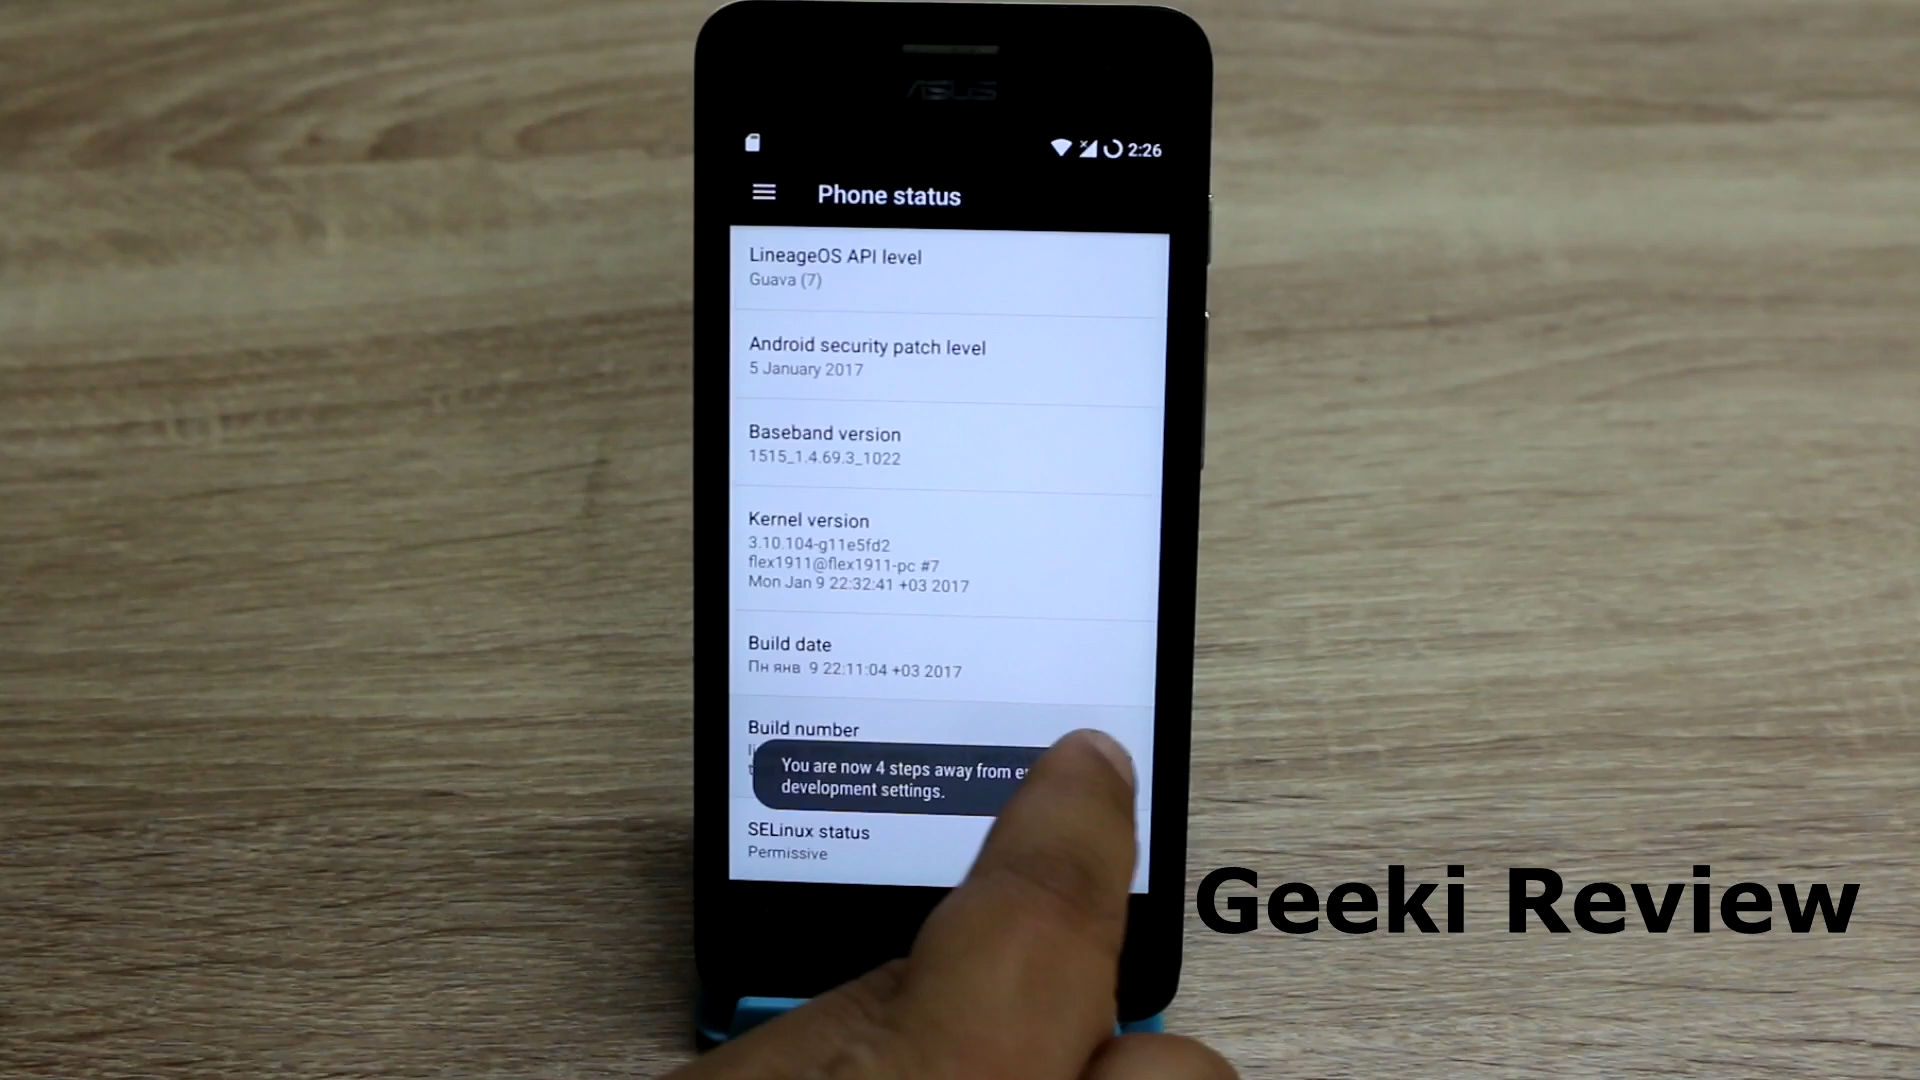 ASUS
2:26
Phone status
LineageOS API level
Guava (7)
Android security patch level
5 January 2017
Baseband version
1515_1.4.69.3_1022
Kernel version
3.10.104-g11e5fd2
flex1911@flex1911-pc #7
Mon Jan 9 22:32:41 +03 2017
Build date
Пн янв 9 22:11:04 +03 2017
Build number
You are now 4 steps away from
development settings.
SELinux status
Permissive
Geeki Review